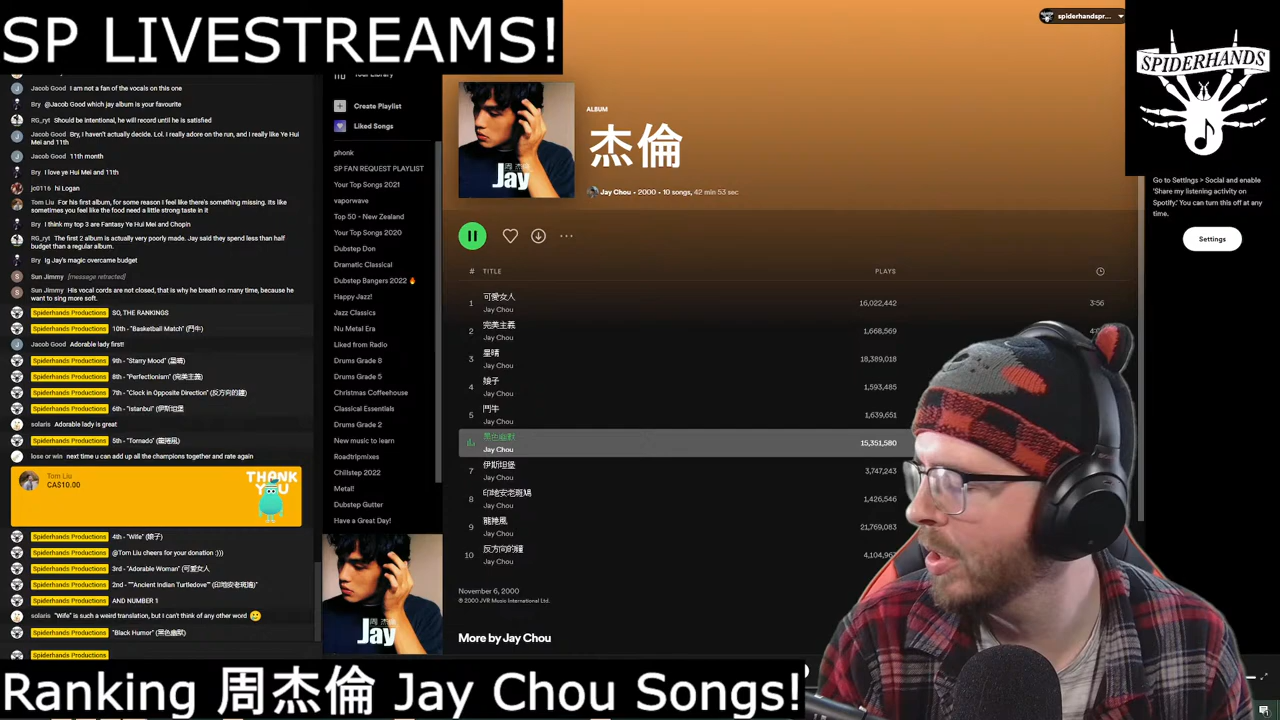 SP LIVESTREAMS!
Jacob Good I am not a fan of the vocals on this one
Bry @Jacob Good which jay album is your favourite
RG_ryt Should be intentional, he will record until he is satisfied
Jacob Good Bry, I haven't actually decide. Lol. I really adore on the run, and I really like Ye Hui
Mei and 11th
Jacob Good 11th month
Bry I love ye Hui Mei and 11th
jc0116 hi Logan
Tom Liu For his first album, for some reason I feel there's something missing. Its like
sometimes you feel like the food need a little strong taste in it
Bry I think my top 3 are Fantasy Ye Hui Mei and Chopin
RG_ryt The first 2 album is actually very poorly made. Jay said they spend less than half
budget than a regular album.
Bry Ig Jay's magic overcame budget
Sun Jimmy [message retracted]
Sun Jimmy His vocal cords are not closed, that is why he breath so many time, because he
want to sing more soft.
Spiderhands Productions SO, THE RANKINGS
Spiderhands Productions 10th - "Basketball Match" (鬥牛)
Jacob Good Adorable lady first!!
Spiderhands Productions 9th - "Starry Mood" (星晴)
Spiderhands Productions 8th - "Perfectionism" (完美主義)
Spiderhands Productions 7th - "Clock in Opposite Direction" (反方向的鐘)
Spiderhands Productions 6th - "Istanbul" (伊斯坦堡)
solaris Adorable lady is great
Spiderhands Productions 5th - "Tornado" (龍捲風)
lose or win next time u can add up all the champions together and rate again
Tom Liu
CA$10.00
THANK
YOU
Spiderhands Productions 4th - "Wife" (娘子)
Spiderhands Productions @Tom Liu cheers for your donation :)))
Spiderhands Productions 3rd - "Adorable Woman" (可愛女人
Spiderhands Productions 2nd - ""Ancient Indian Turtledove"" (印地安老斑鳩)"
Spiderhands Productions AND NUMBER 1
solaris "Wife" is such a weird translation, but I can't think of any other word
Spiderhands Productions "Black Humor" (黑色幽默)
Spiderhands Productions
Your Library
Create Playlist
Liked Songs
phonk
SP FAN REQUEST PLAYLIST
Your Top Songs 2021
vaporwave
Top 50 - New Zealand
Your Top Songs 2020
Dubstep Don
Dramatic Classical
Dubstep Bangers 2022 🔥
Happy Jazz!
Jazz Classics
Nu Metal Era
Liked from Radio
Drums Grade 8
Drums Grade 5
Christmas Coffeehouse
Classical Essentials
Drums Grade 2
New music to learn
Roadtripmixes
Chillstep 2022
Metal!
Dubstep Gutter
Have a Great Day!
周杰倫
Jay
周杰倫
Jay
ALBUM
杰倫
Jay Chou • 2000 • 10 songs, 42 min 53 sec
# TITLE PLAYS
1 可愛女人 16,022,442 3:56
Jay Chou
2 完美主義 1,668,569
Jay Chou
3 星晴 18,389,018
Jay Chou
4 娘子 1,593,485
Jay Chou
5 鬥牛 1,639,651
Jay Chou
黑色幽默 15,351,580
Jay Chou
7 伊斯坦堡 3,747,243
Jay Chou
8 印地安老斑鳩 1,426,546
Jay Chou
9 龍捲風 21,769,083
Jay Chou
10 反方向的鐘
Jay Chou
November 6, 2000
© 2000 JVR Music International Ltd.
More by Jay Chou
spiderhandspr...
SPIDERHANDS
Go to Settings > Social and enable
'Share my listening activity on
Spotify.' You can turn this off at any
time.
Settings
Ranking 周杰倫 Jay Chou Songs!